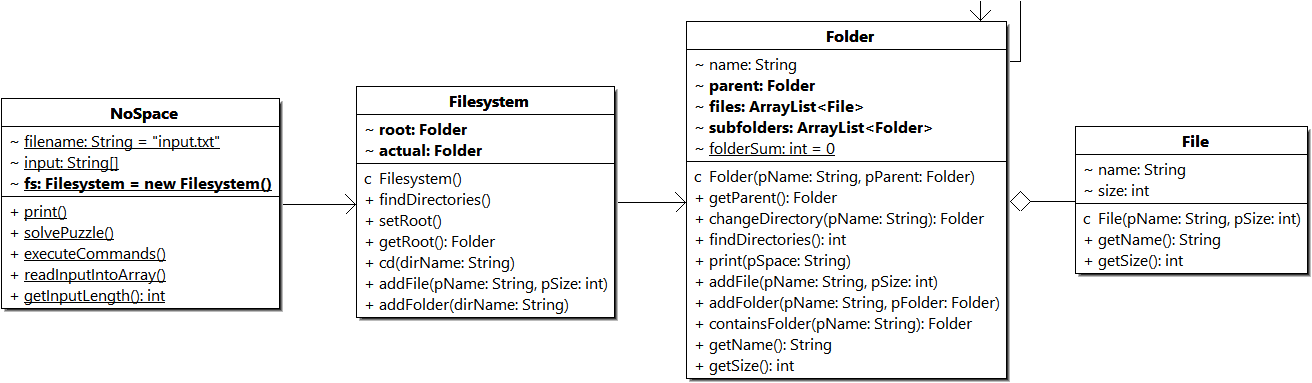 NoSpace
~ filename: String = "input.txt"
~ input: String[]
~ fs: Filesystem = new Filesystem()
+ print()
+ solvePuzzle()
+ executeCommands()
+ readInputIntoArray()
+ getInputLength(): int
Filesystem
~ root: Folder
~ actual: Folder
c Filesystem()
+ findDirectories()
+ setRoot()
+ getRoot(): Folder
+ cd(dirName: String)
+ addFile(pName: String, pSize: int)
+ addFolder(dirName: String)
Folder
~ name: String
~ parent: Folder
~ files: ArrayList<File>
~ subfolders: ArrayList<Folder>
~ folderSum: int = 0
c Folder(pName: String, pParent: Folder)
+ getParent(): Folder
+ changeDirectory(pName: String): Folder
+ findDirectories(): int
+ print(pSpace: String)
+ addFile(pName: String, pSize: int)
+ addFolder(pName: String, pFolder: Folder)
+ containsFolder(pName: String): Folder
+ getName(): String
+ getSize(): int
File
~ name: String
~ size: int
c File(pName: String, pSize: int)
+ getName(): String
+ getSize(): int